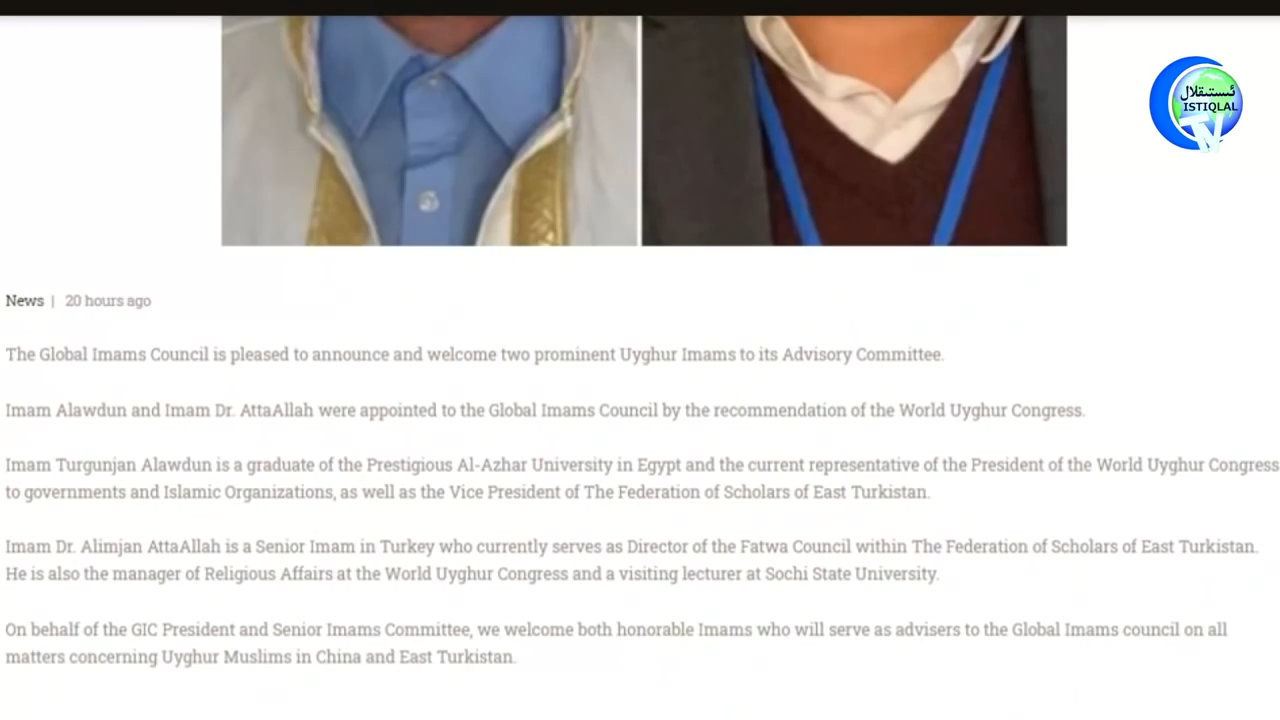 ئىستىقلال
ISTIQLAL
TV
News | 20 hours ago
The Global Imams Council is pleased to announce and welcome two prominent Uyghur Imams to its Advisory Committee.
Imam Alawdun and Imam Dr. AttaAllah were appointed to the Global Imams Council by the recommendation of the World Uyghur Congress.
Imam Turgunjan Alawdun is a graduate of the Prestigious Al-Azhar University in Egypt and the current representative of the President of the World Uyghur Congress
to governments and Islamic Organizations, as well as the Vice President of The Federation of Scholars of East Turkistan.
Imam Dr. Alimjan AttaAllah is a Senior Imam in Turkey who currently serves as Director of the Fatwa Council within The Federation of Scholars of East Turkistan.
He is also the manager of Religious Affairs at the World Uyghur Congress and a visiting lecturer at Sochi State University.
On behalf of the GIC President and Senior Imams Committee, we welcome both honorable Imams who will serve as advisers to the Global Imams council on all
matters concerning Uyghur Muslims in China and East Turkistan.